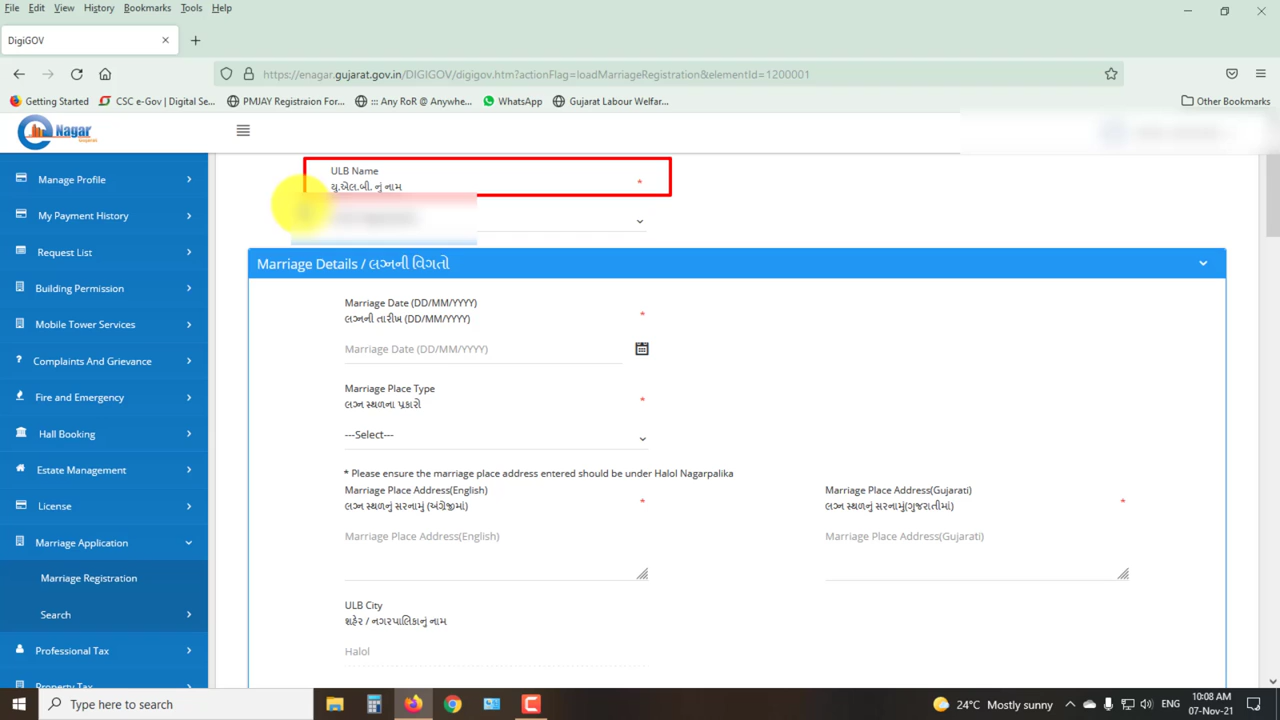 File Edit View History Bookmarks Tools Help
DigiGOV
https://enagar.gujarat.gov.in/DIGIGOV/digigov.htm?actionFlag=loadMarriageRegistration&elementId=1200001
Getting Started CSC e-Gov | Digital Se... PMJAY Registraion For... ::: Any RoR @ Anywhe... WhatsApp Gujarat Labour Welfar... Other Bookmarks
Nagar
Manage Profile
My Payment History
Request List
Building Permission
Mobile Tower Services
Complaints And Grievance
Fire and Emergency
Hall Booking
Estate Management
License
Marriage Application
Marriage Registration
Search
Professional Tax
Property Tax
ULB Name
યુ.એલ.બી. નું નામ *
Marriage Details / લગ્નની વિગતો
Marriage Date (DD/MM/YYYY)
લગ્નની તારીખ (DD/MM/YYYY) *
Marriage Date (DD/MM/YYYY)
Marriage Place Type
લગ્ન સ્થળના પ્રકારો *
---Select---
* Please ensure the marriage place address entered should be under Halol Nagarpalika
Marriage Place Address(English)
લગ્ન સ્થળનું સરનામું (અંગ્રેજીમાં) *
Marriage Place Address(English)
Marriage Place Address(Gujarati)
લગ્ન સ્થળનું સરનામું(ગુજરાતીમાં) *
Marriage Place Address(Gujarati)
ULB City
શહેર / નગરપાલિકાનું નામ
Halol
Type here to search
24°C Mostly sunny
ENG
10:08 AM
07-Nov-21